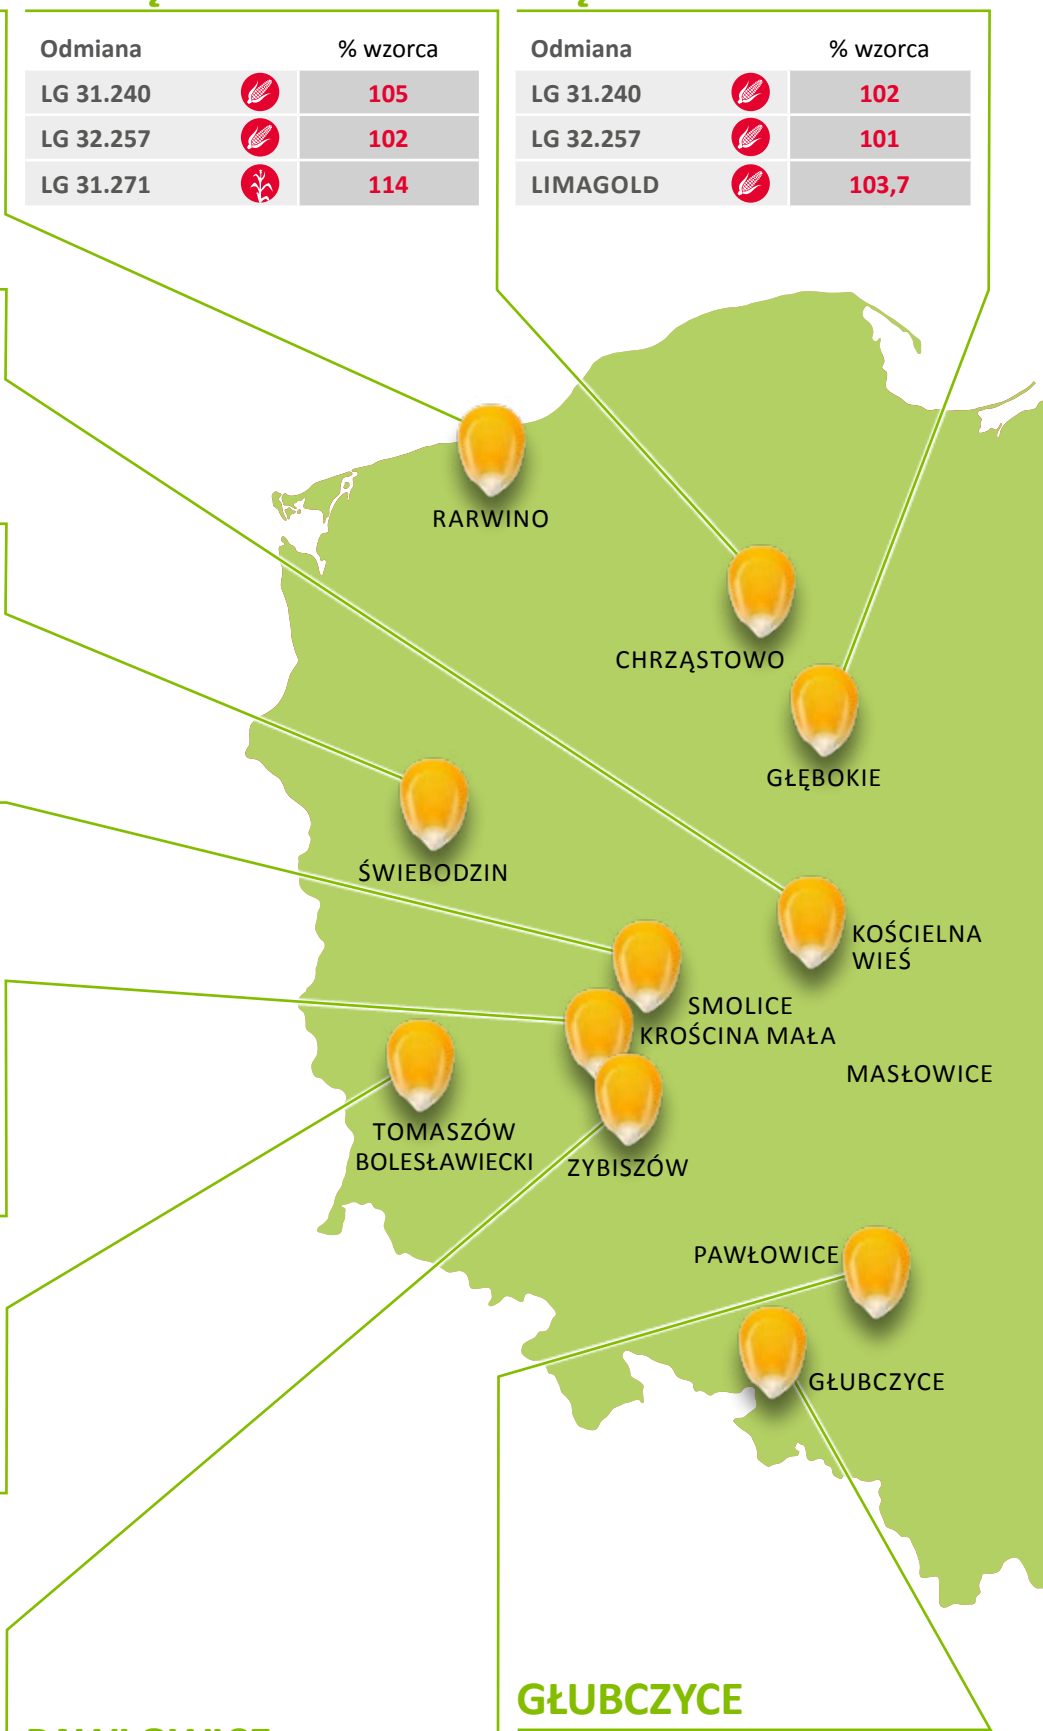 Odmiana % wzorca
LG 31.240 105
LG 32.257 102
LG 31.271 114
Odmiana % wzorca
LG 31.240 102
LG 32.257 101
LIMAGOLD 103,7
RARWINO
CHRZĄSTOWO
GŁĘBOKIE
ŚWIEBODZIN
KOŚCIELNA
WIEŚ
SMOLICE
KROŚCINA MAŁA
MASŁOWICE
TOMASZÓW
BOLESŁAWIECKI
ZYBISZÓW
PAWŁOWICE
GŁUBCZYCE
GŁUBCZYCE
PAWŁOWICE